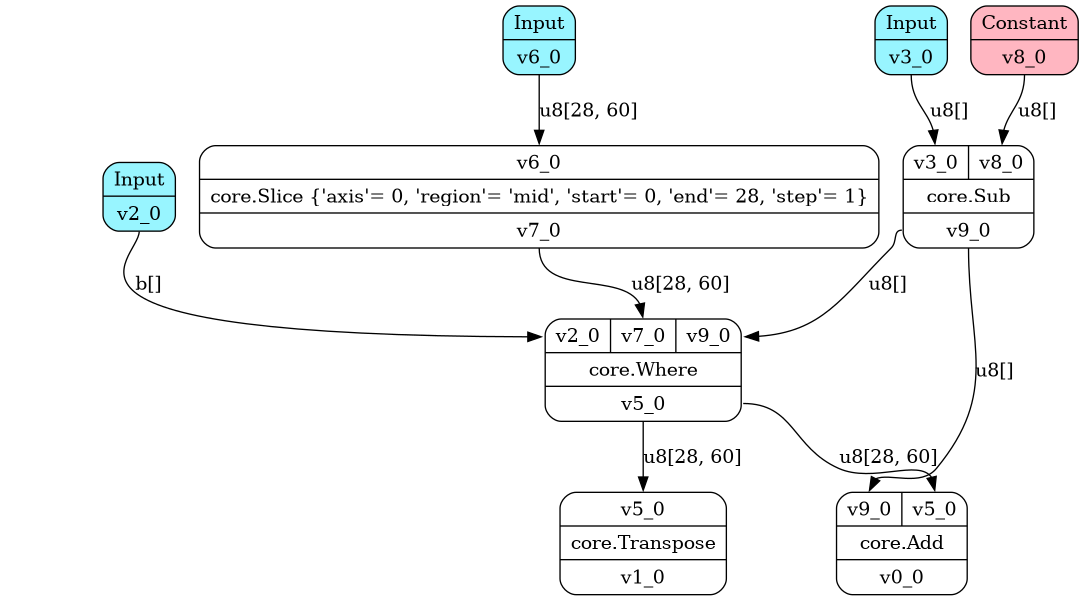 Input
v6_0
Input
v3_0
Constant
v8_0
u8[28, 60]
u8[]
u8[]
Input
v2_0
v6_0
core.Slice {'axis'= 0, 'region'= 'mid', 'start'= 0, 'end'= 28, 'step'= 1}
v7_0
v3_0 v8_0
core.Sub
v9_0
b[]
u8[28, 60]
u8[]
v2_0 v7_0 v9_0
core.Where
v5_0
u8[]
u8[28, 60]
u8[28, 60]
v5_0
core.Transpose
v1_0
v9_0 v5_0
core.Add
v0_0